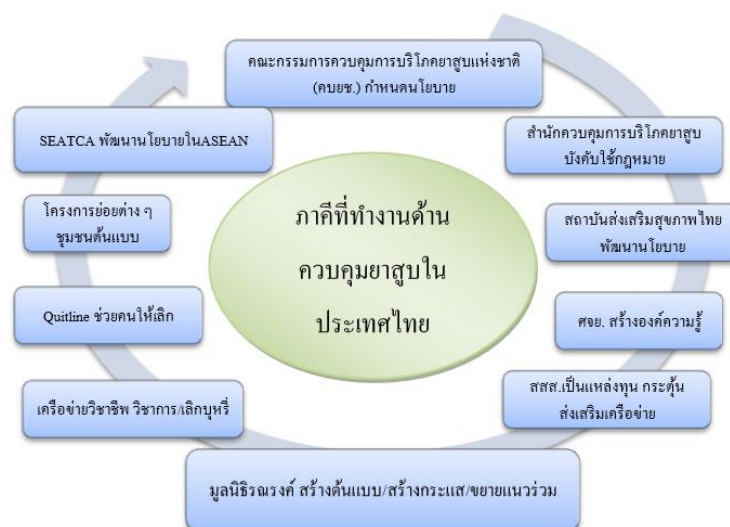 คณะกรรมการควบคุมการบริโภคยาสูบแห่งชาติ
(คบยช.) กำหนดนโยบาย
สำนักควบคุมการบริโภคยาสูบ
บังคับใช้กฎหมาย
สถาบันส่งเสริมสุขภาพไทย
พัฒนานโยบาย
ศจย. สร้างองค์ความรู้
สสส.เป็นแหล่งทุน กระตุ้น
ส่งเสริมเครือข่าย
มูลนิธิรณรงค์ สร้างต้นแบบ/สร้างกระแส/ขยายแนวร่วม
เครือข่ายวิชาชีพ วิชาการ/เลิกบุหรี่
Quitline ช่วยคนให้เลิก
โครงการย่อยต่าง ๆ
ชุมชนต้นแบบ
SEATCA พัฒนานโยบายในASEAN
ภาคีที่ทำงานด้าน
ควบคุมยาสูบใน
ประเทศไทย